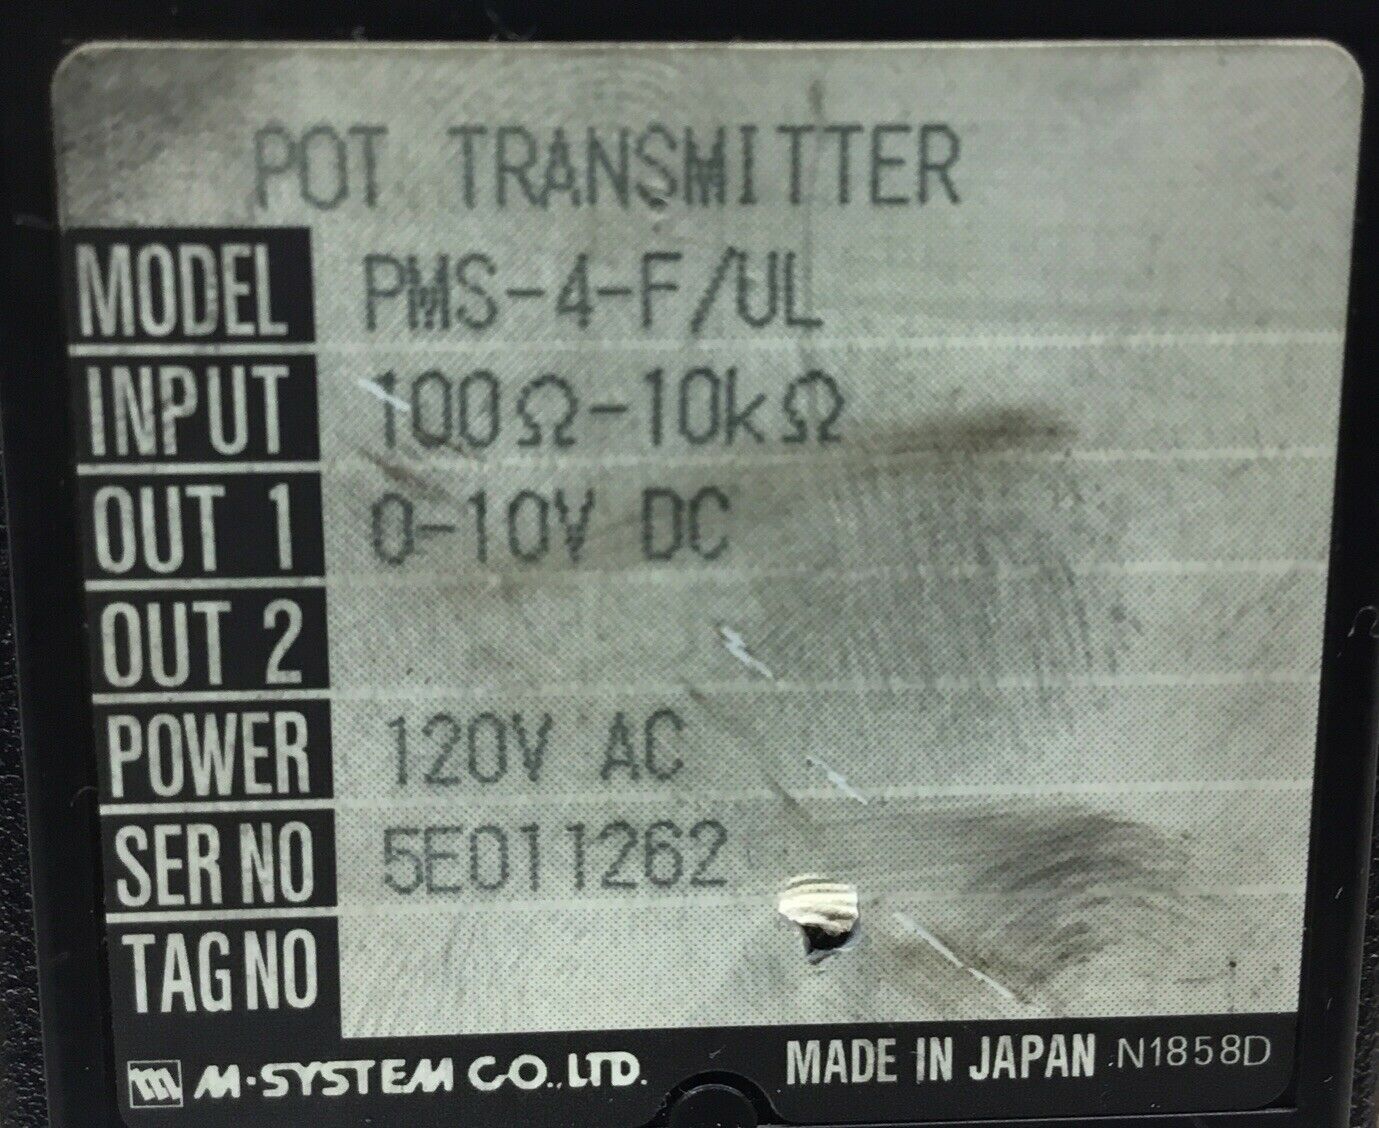 POT TRANSMITTER
MODEL PMS-4-F/UL
INPUT 100Ω-10kΩ
OUT 1 0-10V DC
OUT 2
POWER 120V AC
SER NO 5E011262
TAG NO
M-SYSTEM CO.,LTD. MADE IN JAPAN N1858D